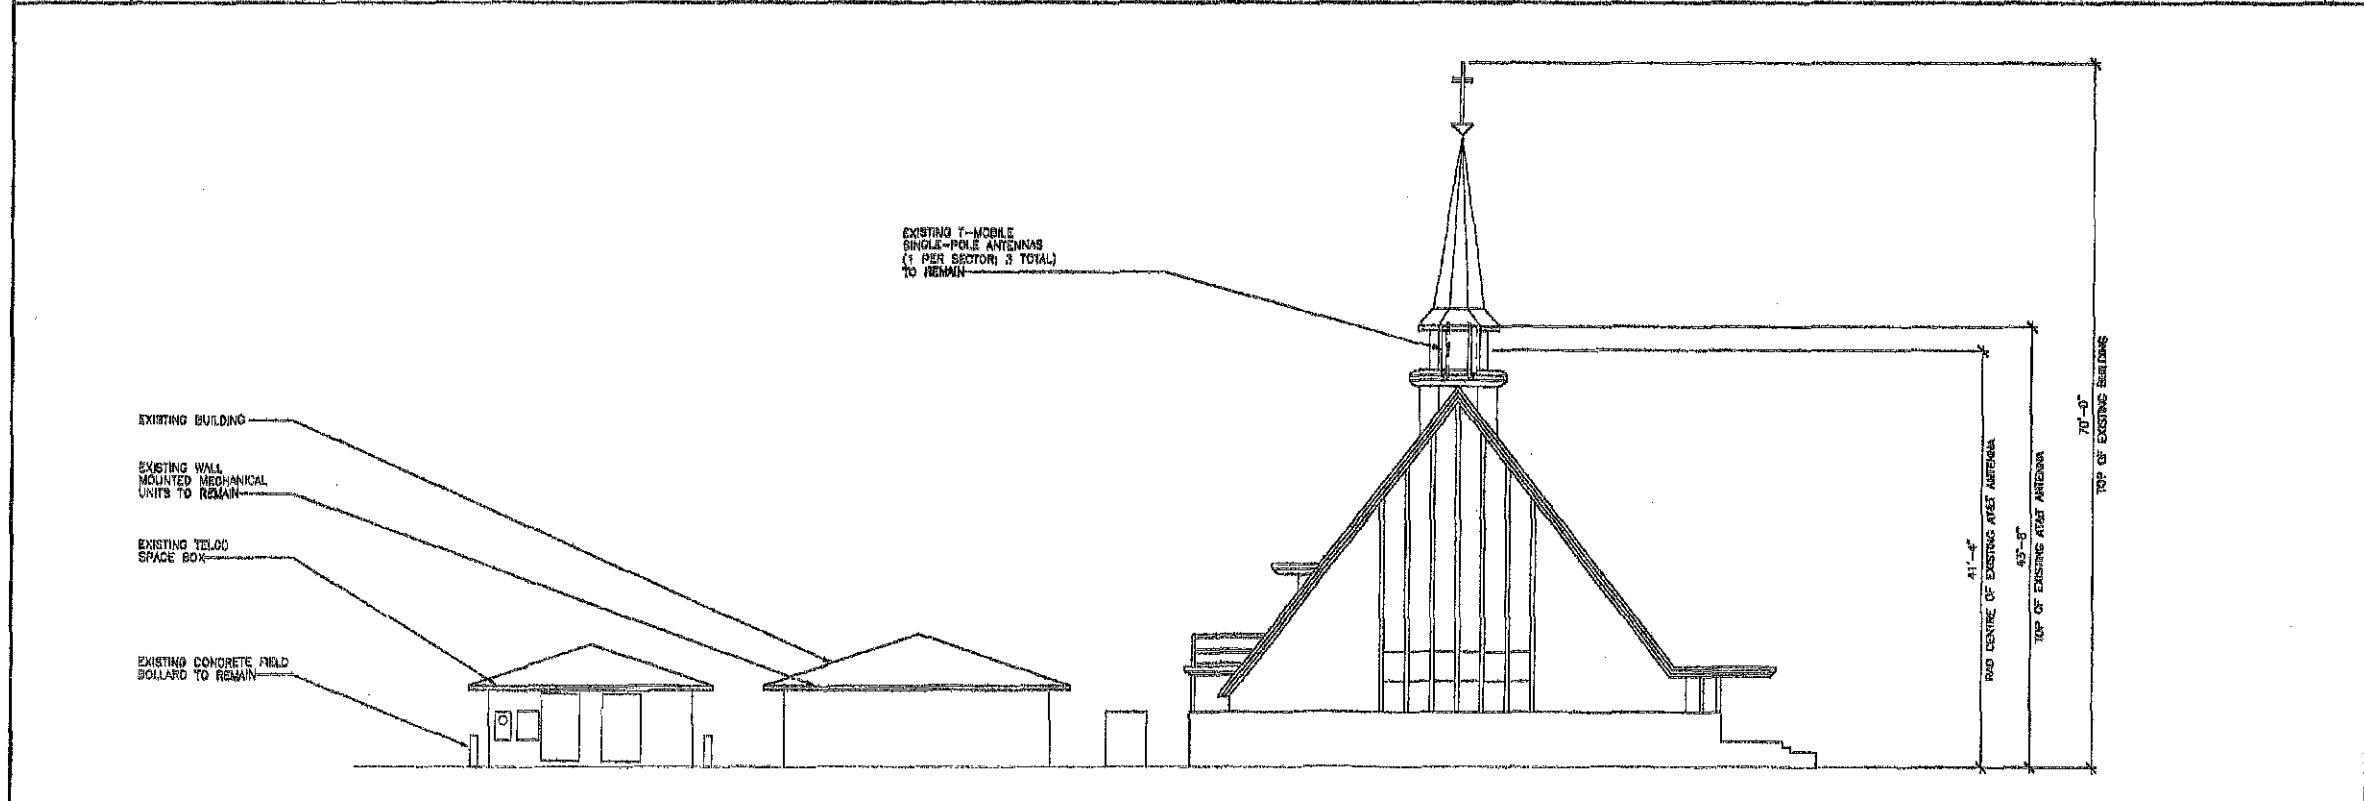 EXISTING T-MOBILE
SINGLE-POLE ANTENNAS
(1 PER SECTOR; 3 TOTAL)
TO REMAIN
EXISTING BUILDING
EXISTING WALL
MOUNTED MECHANICAL
UNITS TO REMAIN
EXISTING TELCO
SPACE BOX
EXISTING CONCRETE FIELD
BOLLARD TO REMAIN
41'-4"
RAD CENTRE OF EXISTING AT&T ANTENNA
43'-8"
TOP OF EXISTING AT&T ANTENNA
70'-0"
TOP OF EXISTING BUILDING